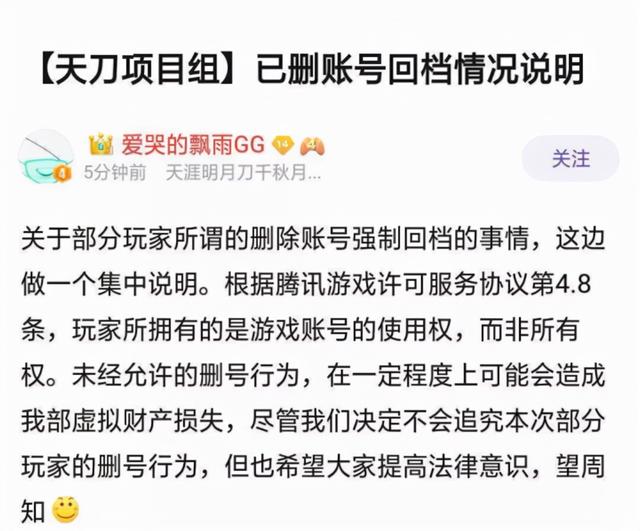 【天刀项目组】已删账号回档情况说明
爱哭的飘雨GG 14 4
4 5分钟前 天涯明月刀千秋月...
关注
关于部分玩家所谓的删除账号强制回档的事情，这边
做一个集中说明。根据腾讯游戏许可服务协议第4.8
条，玩家所拥有的是游戏账号的使用权，而非所有
权。未经允许的删号行为，在一定程度上可能会造成
我部虚拟财产损失，尽管我们决定不会追究本次部分
玩家的删号行为，但也希望大家提高法律意识，望周
知